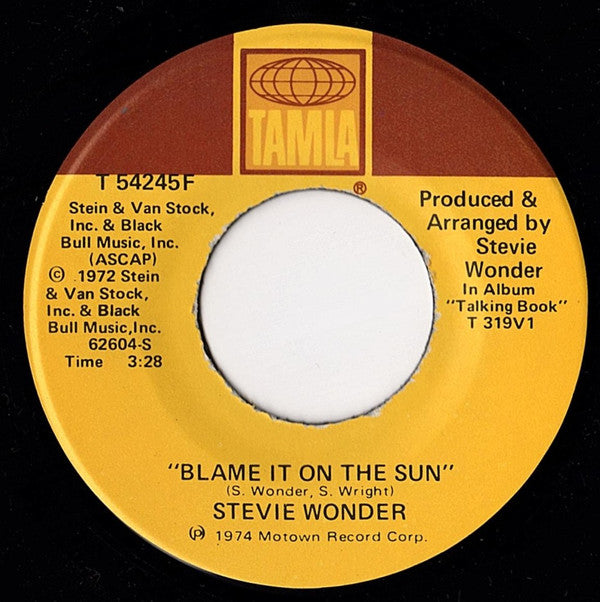 TAMLA
®
T 54245F
Stein & Van Stock,
Inc. & Black
Bull Music, Inc.
(ASCAP)
© 1972 Stein
& Van Stock,
Inc. & Black
Bull Music,Inc.
62604-S
Time 3:28
Produced &
Arranged by
Stevie
Wonder
In Album
"Talking Book"
T 319V1
"BLAME IT ON THE SUN"
(S. Wonder, S. Wright)
STEVIE WONDER
℗ 1974 Motown Record Corp.